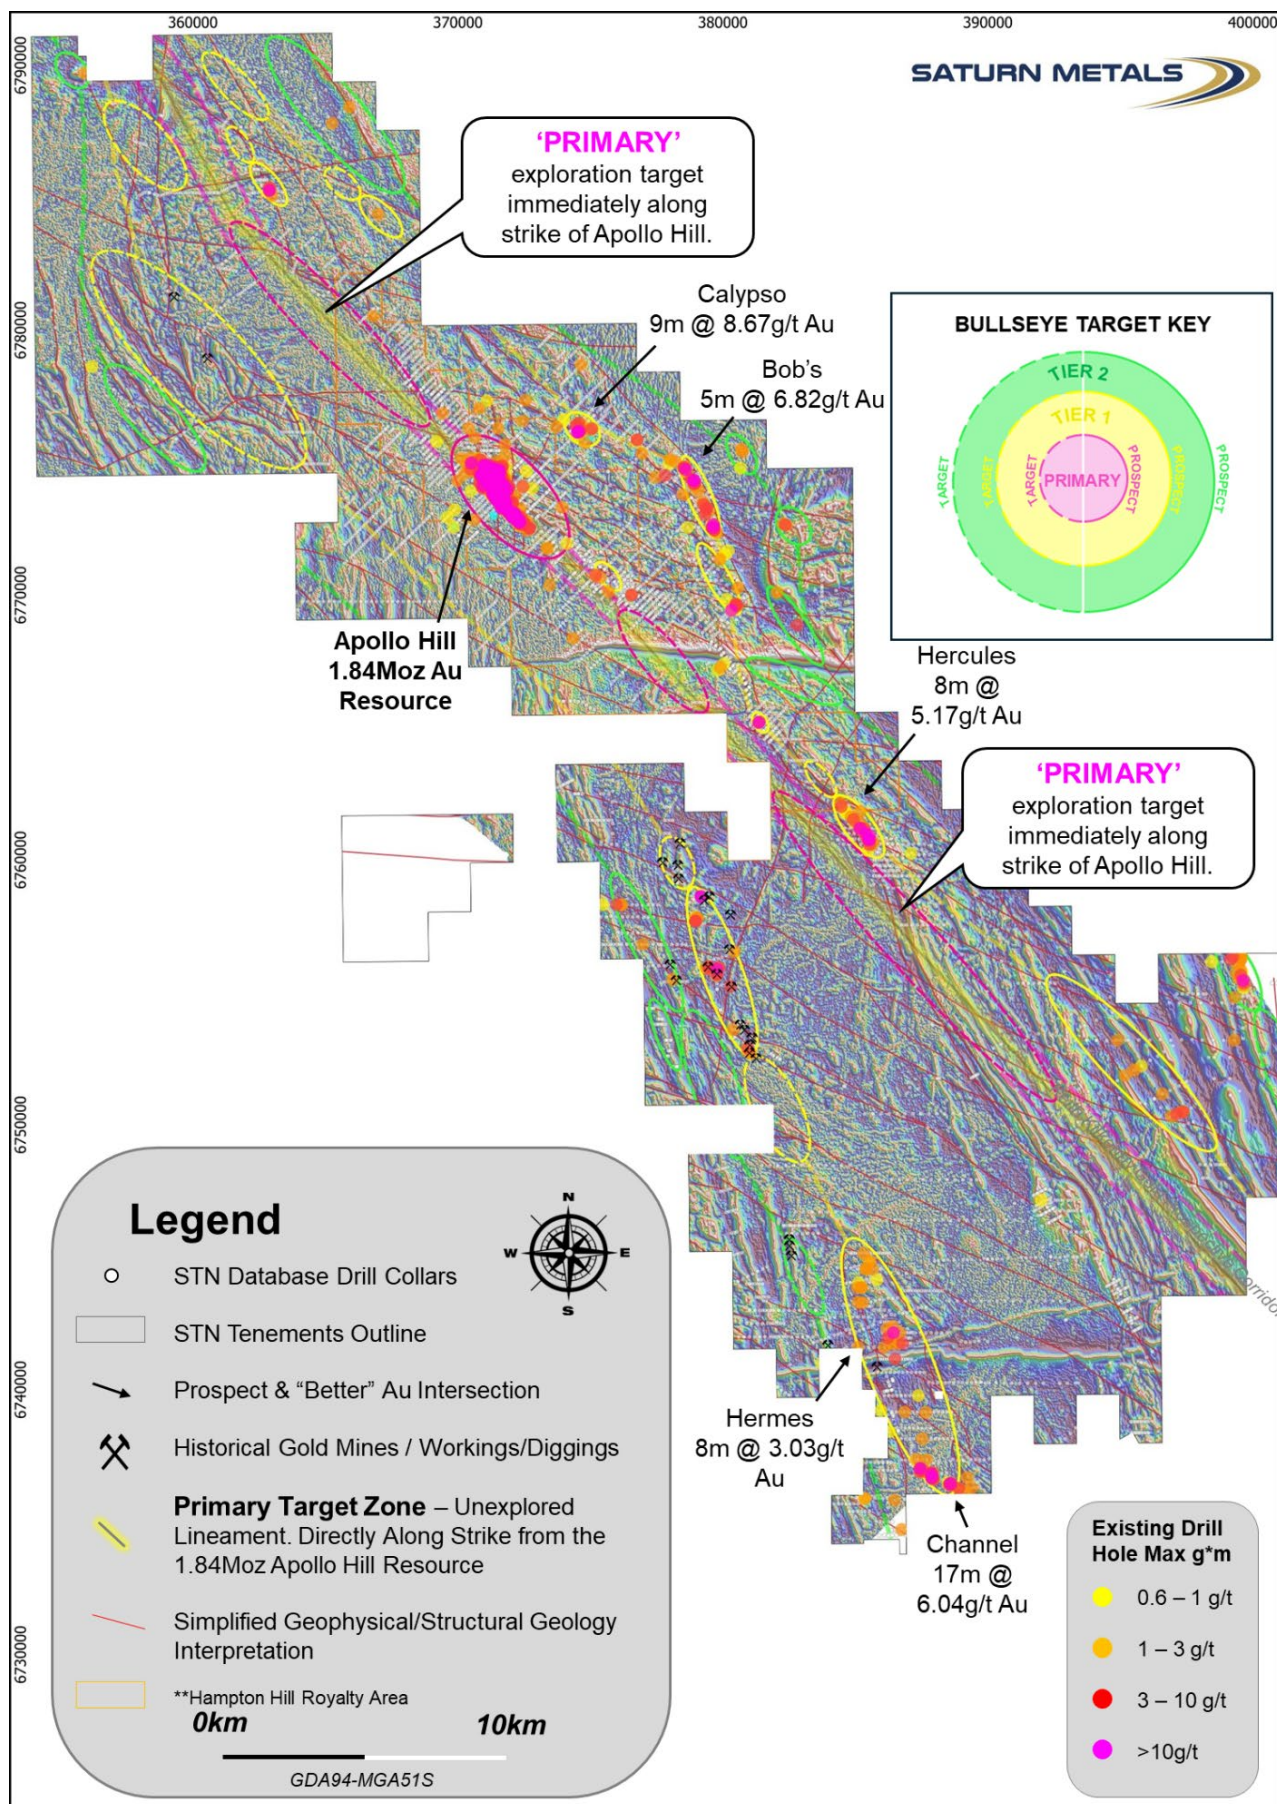 360000
370000
380000
390000
400000
6790000
6780000
6770000
6760000
6750000
6740000
6730000
SATURN METALS
‘PRIMARY’
exploration target
immediately along
strike of Apollo Hill.
Calypso
9m @ 8.67g/t Au
Bob's
5m @ 6.82g/t Au
BULLSEYE TARGET KEY
TIER 2
TIER 1
PRIMARY
TARGET
TARGET
TARGET
PROSPECT
PROSPECT
PROSPECT
Apollo Hill
1.84Moz Au
Resource
Hercules
8m @
5.17g/t Au
‘PRIMARY’
exploration target
immediately along
strike of Apollo Hill.
Hermes
8m @ 3.03g/t
Au
Channel
17m @
6.04g/t Au
Legend
N
W
E
S
STN Database Drill Collars
STN Tenements Outline
Prospect & “Better” Au Intersection
Historical Gold Mines / Workings/Diggings
Primary Target Zone – Unexplored
Lineament. Directly Along Strike from the
1.84Moz Apollo Hill Resource
Simplified Geophysical/Structural Geology
Interpretation
**Hampton Hill Royalty Area
0km
10km
GDA94-MGA51S
Existing Drill
Hole Max g*m
0.6 – 1 g/t
1 – 3 g/t
3 – 10 g/t
>10g/t